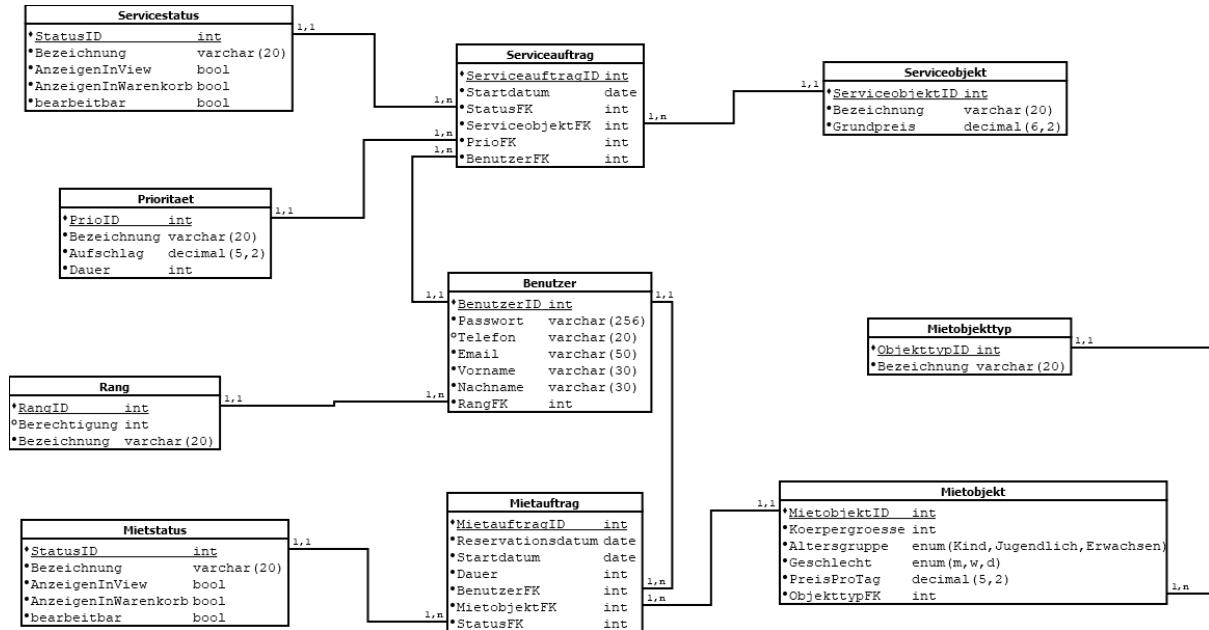 Servicestatus
StatusID int
Bezeichnung varchar(20)
AnzeigenInView bool
AnzeigenInWarenkorb bool
bearbeitbar bool
1,1
Serviceauftrag
ServiceauftragID int
Startdatum date
StatusFK int
ServiceobjektFK int
PrioFK int
BenutzerFK int
1,n
1,n
1,n
1,n
Serviceobjekt
ServiceobjektID int
Bezeichnung varchar(20)
Grundpreis decimal(6,2)
1,1
Prioritaet
PrioID int
Bezeichnung varchar(20)
Aufschlag decimal(5,2)
Dauer int
1,1
Benutzer
BenutzerID int
Passwort varchar(256)
Telefon varchar(20)
Email varchar(50)
Vorname varchar(30)
Nachname varchar(30)
RangFK int
1,1
1,1
1,n
Mietobjekttyp
ObjekttypID int
Bezeichnung varchar(20)
1,1
Rang
RangID int
Berechtigung int
Bezeichnung varchar(20)
1,1
Mietstatus
StatusID int
Bezeichnung varchar(20)
AnzeigenInView bool
AnzeigenInWarenkorb bool
bearbeitbar bool
1,1
Mietauftrag
MietauftragID int
Reservationsdatum date
Startdatum date
Dauer int
BenutzerFK int
MietobjektFK int
StatusFK int
1,n
1,n
1,n
Mietobjekt
MietobjektID int
Koerpergroesse int
Altersgruppe enum(Kind,Jugendlich,Erwachsen)
Geschlecht enum(m,w,d)
PreisProTag decimal(5,2)
ObjekttypFK int
1,1
1,n